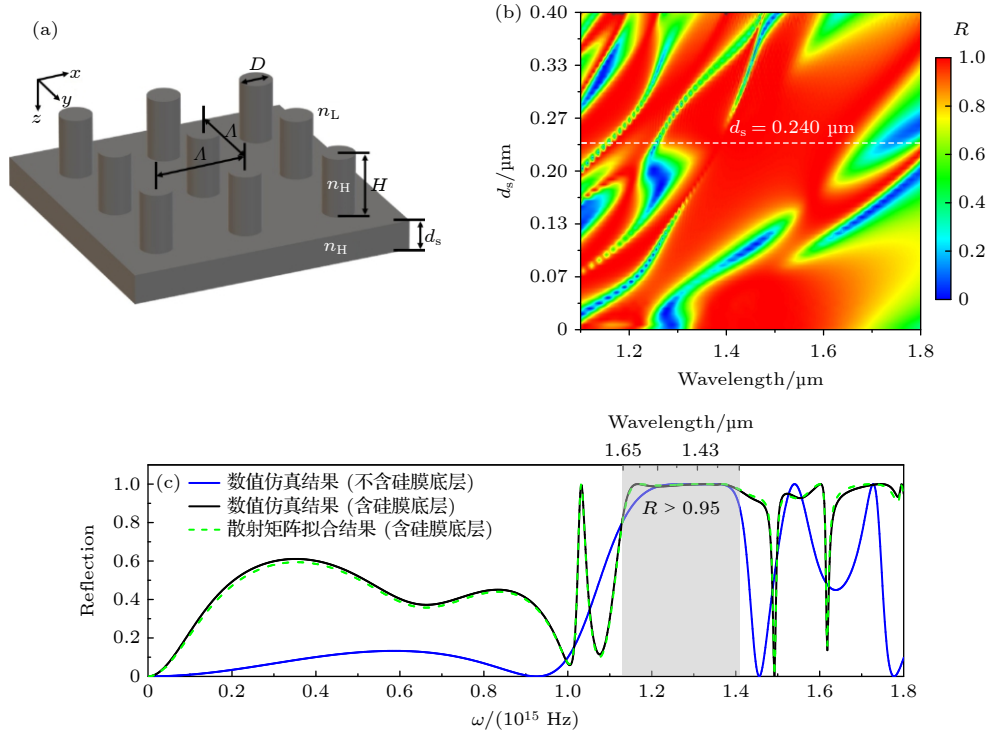 (a)
x
y
z
D
n_L
Λ
Λ
n_H
H
n_H
d_s
(b)
R
d_s/µm
0.40
0.33
0.27
0.20
0.13
0.07
0
d_s = 0.240 µm
1.2 1.4 1.6 1.8
Wavelength/µm
1.0
0.8
0.6
0.4
0.2
0
Wavelength/µm
1.65 1.43
(c)
数值仿真结果 (不含硅膜底层)
数值仿真结果 (含硅膜底层)
散射矩阵拟合结果 (含硅膜底层)
R > 0.95
Reflection
1.0
0.8
0.6
0.4
0.2
0
0 0.2 0.4 0.6 0.8 1.0 1.2 1.4 1.6 1.8
ω/(10¹⁵ Hz)